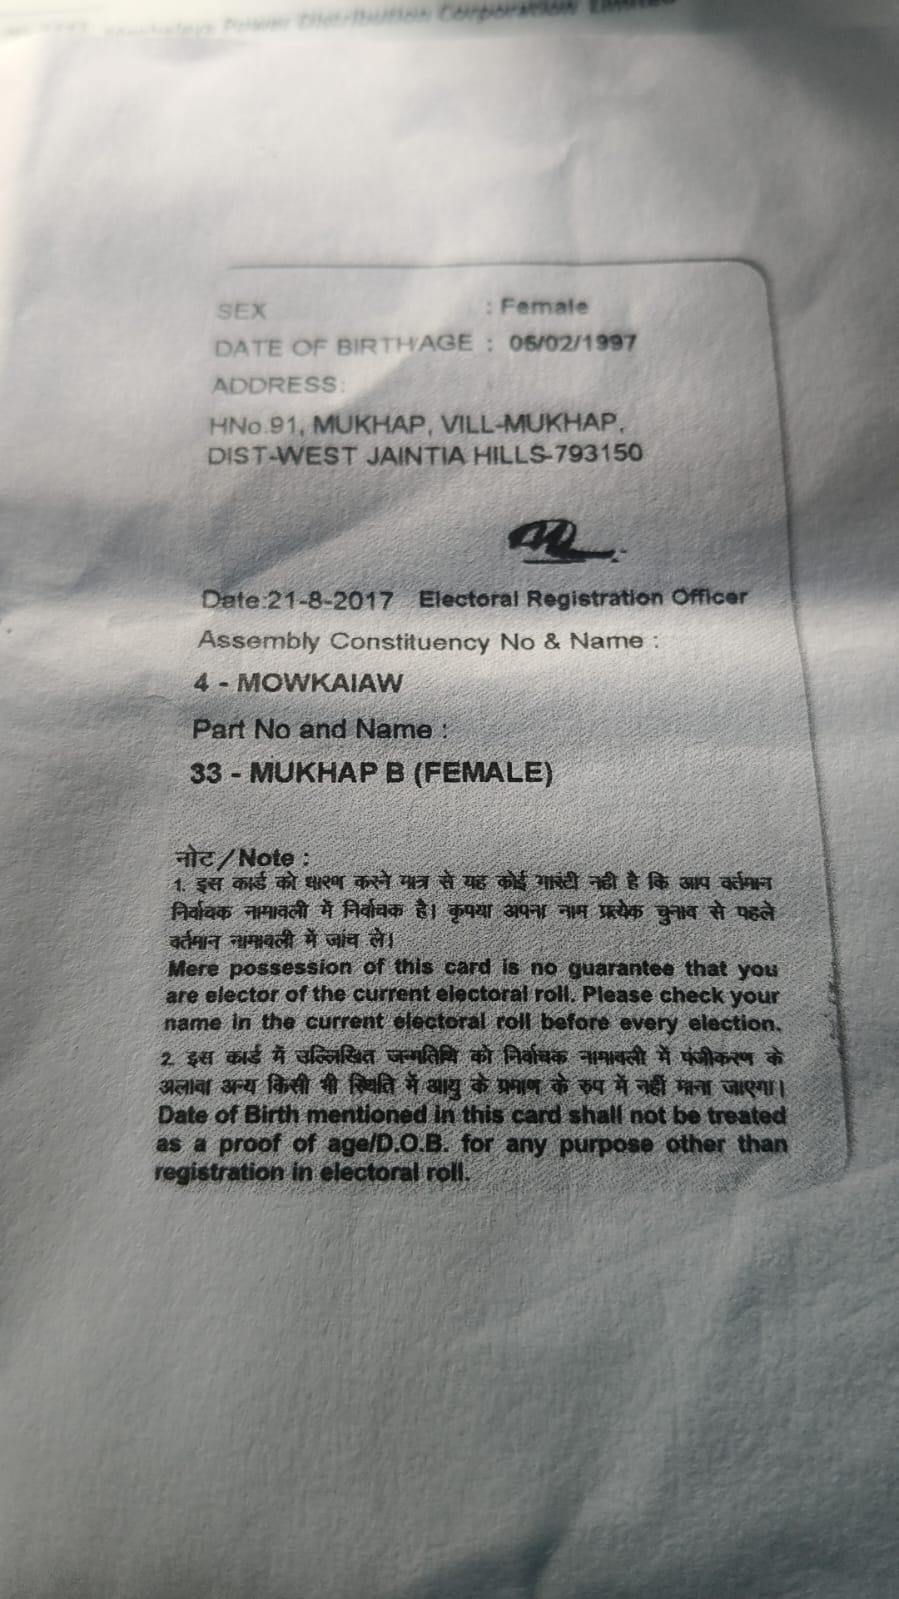 Power Distribution Corporation Limited
SEX : Female
DATE OF BIRTH/AGE : 05/02/1997
ADDRESS:
HNo.91, MUKHAP, VILL-MUKHAP,
DIST-WEST JAINTIA HILLS-793150
Date:21-8-2017 Electoral Registration Officer
Assembly Constituency No & Name :
4 - MOWKAIAW
Part No and Name :
33 - MUKHAP B (FEMALE)
नोट/Note :
1. इस कार्ड को धारण करने मात्र से यह कोई गारंटी नही है कि आप वर्तमान
निर्वाचक नामावली में निर्वाचक है। कृपया अपना नाम प्रत्येक चुनाव से पहले
वर्तमान नामावली में जांच ले।
Mere possession of this card is no guarantee that you
are elector of the current electoral roll. Please check your
name in the current electoral roll before every election.
2. इस कार्ड में उल्लिखित जन्मतिथि को निर्वाचक नामावली में पंजीकरण के
अलावा अन्य किसी भी स्थिति में आयु के प्रमाण के रुप में नहीं माना जाएगा।
Date of Birth mentioned in this card shall not be treated
as a proof of age/D.O.B. for any purpose other than
registration in electoral roll.